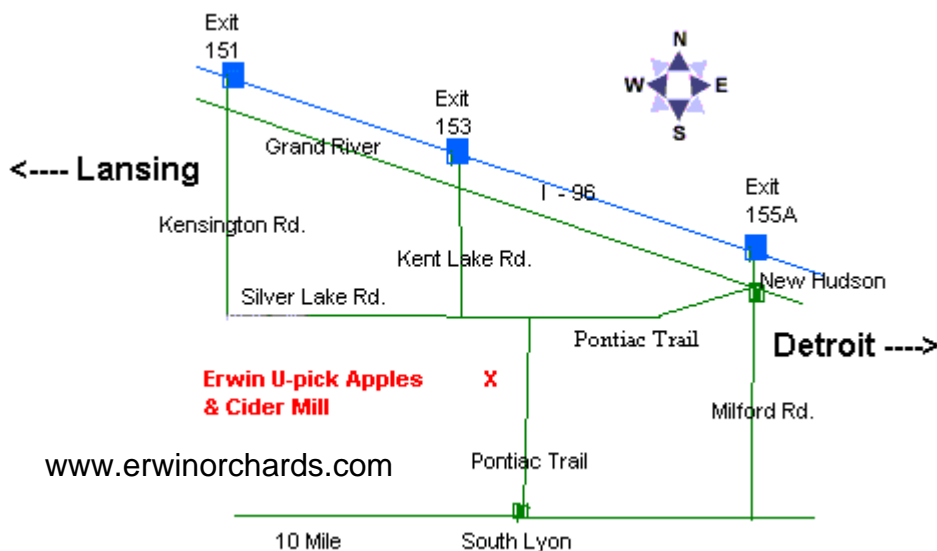 Exit
151
N
W E
S
Exit
153
Grand River
<---- Lansing
I - 96
Exit
155A
Kensington Rd.
Kent Lake Rd.
New Hudson
Silver Lake Rd.
Pontiac Trail
Detroit ---->
Erwin U-pick Apples X
& Cider Mill
Milford Rd.
www.erwinorchards.com
Pontiac Trail
10 Mile
South Lyon